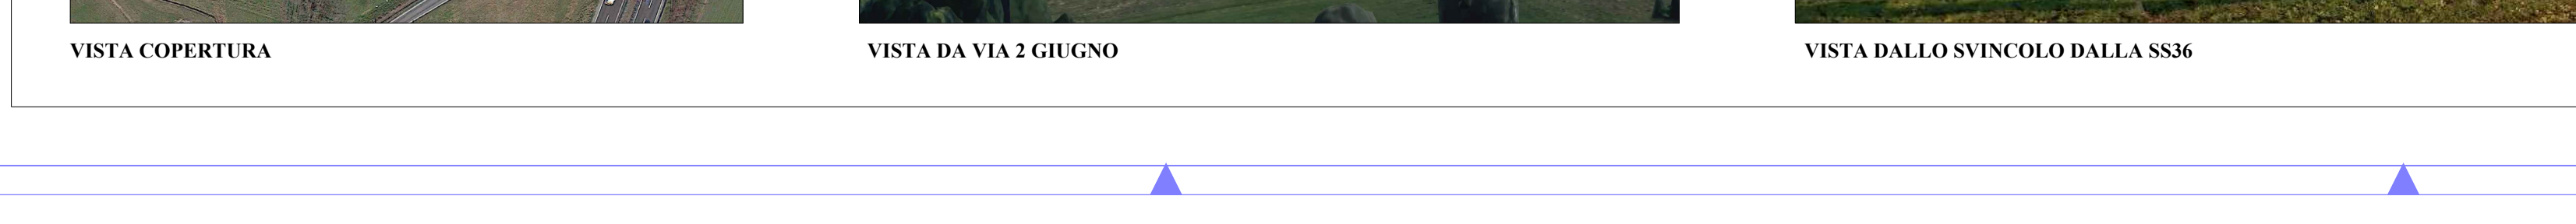 VISTA COPERTURA
VISTA DA VIA 2 GIUGNO
VISTA DALLO SVINCOLO DALLA SS36